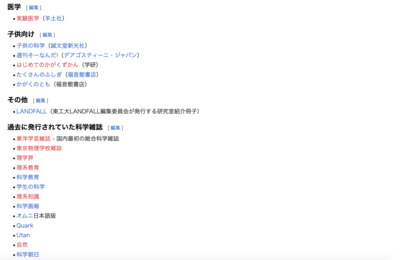 医学 [編集]
実験医学（羊土社）
子供向け [編集]
子供の科学（誠文堂新光社）
週刊そーなんだ!（デアゴスティーニ・ジャパン）
はじめてのかがくずかん（学研）
たくさんのふしぎ（福音館書店）
かがくのとも（福音館書店）
その他 [編集]
LANDFALL（東工大LANDFALL編集委員会が発行する研究室紹介冊子）
過去に発行されていた科学雑誌 [編集]
東洋学芸雑誌 - 国内最初の総合科学雑誌
東京物理学校雑誌
理学界
理系教育
科学教育
学生の科学
理系知識
科学画報
オムニ日本語版
Quark
Utan
自然
科学朝日